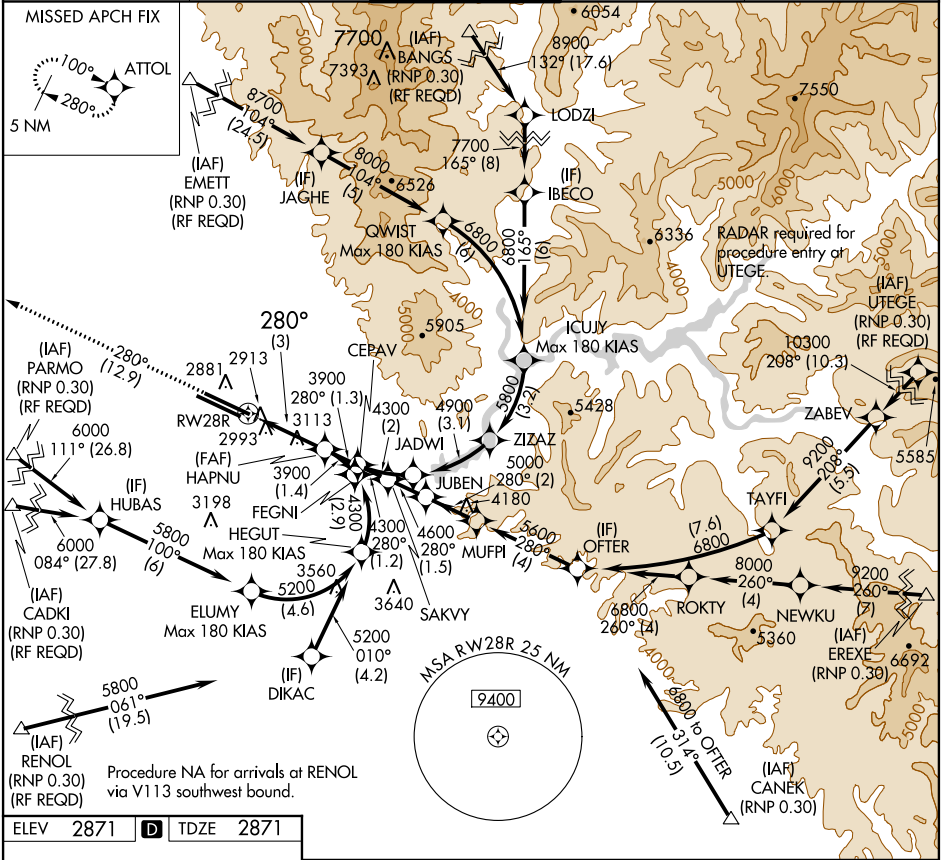 MISSED APCH FIX
100°
ATTOL
280°
5 NM
7700
(IAF)
BANGS
(RNP 0.30)
(RF REQD)
7393
6054
8900
132° (17.6)
7550
8700
104°
(24.5)
LODZI
7700
165° (8)
5000
6000
5000
4000
(IAF)
EMETT
(RNP 0.30)
(RF REQD)
(IF)
JAGHE
8000
104°
(5)
6526
(IF)
IBECO
QWIST
Max 180 KIAS
6800
(6)
6800
165°
(6)
6336
RADAR required for
procedure entry at
UTEGE.
4000
5000
5905
4000
ICUJY
Max 180 KIAS
(IAF)
UTEGE
(RNP 0.30)
(RF REQD)
10300
208° (10.3)
280°
(3)
CEPAV
280°
(12.9)
(IAF)
PARMO
(RNP 0.30)
(RF REQD)
2881
2913
3900
280° (1.3)
4300
(2)
4900
(3.1)
5800
(3.2)
5428
ZABEV
5585
RW28R
2993
3113
JADWI
ZIZAZ
9200
208°
(5.5)
6000
111° (26.8)
(FAF)
HAPNU
3900
(1.4)
JUBEN
5000
280° (2)
4180
(IF)
HUBAS
3198
FEGNI
4300
(2.9)
TAYFI
HEGUT
Max 180 KIAS
4300
280°
(1.2)
4600
280°
(1.5)
MUFPI
5600
280°
(4)
(IF)
OFTER
(7.6)
6800
6000
084° (27.8)
5800
100°
(6)
8000
260°
(4)
9200
260°
(7)
(IAF)
CADKI
(RNP 0.30)
(RF REQD)
5200
(4.6)
3560
3640
SAKVY
6800
260° (4)
ROKTY
NEWKU
ELUMY
Max 180 KIAS
5200
010°
(4.2)
5360
(IAF)
EREXE
(RNP 0.30)
6692
4000
5000
(IF)
DIKAC
MSA RW28R 25 NM
9400
5800
061°
(19.5)
6800 to OFTER
314°
(10.5)
(IAF)
RENOL
(RNP 0.30)
(RF REQD)
Procedure NA for arrivals at RENOL
via V113 southwest bound.
(IAF)
CANEK
(RNP 0.30)
ELEV 2871 D TDZE 2871